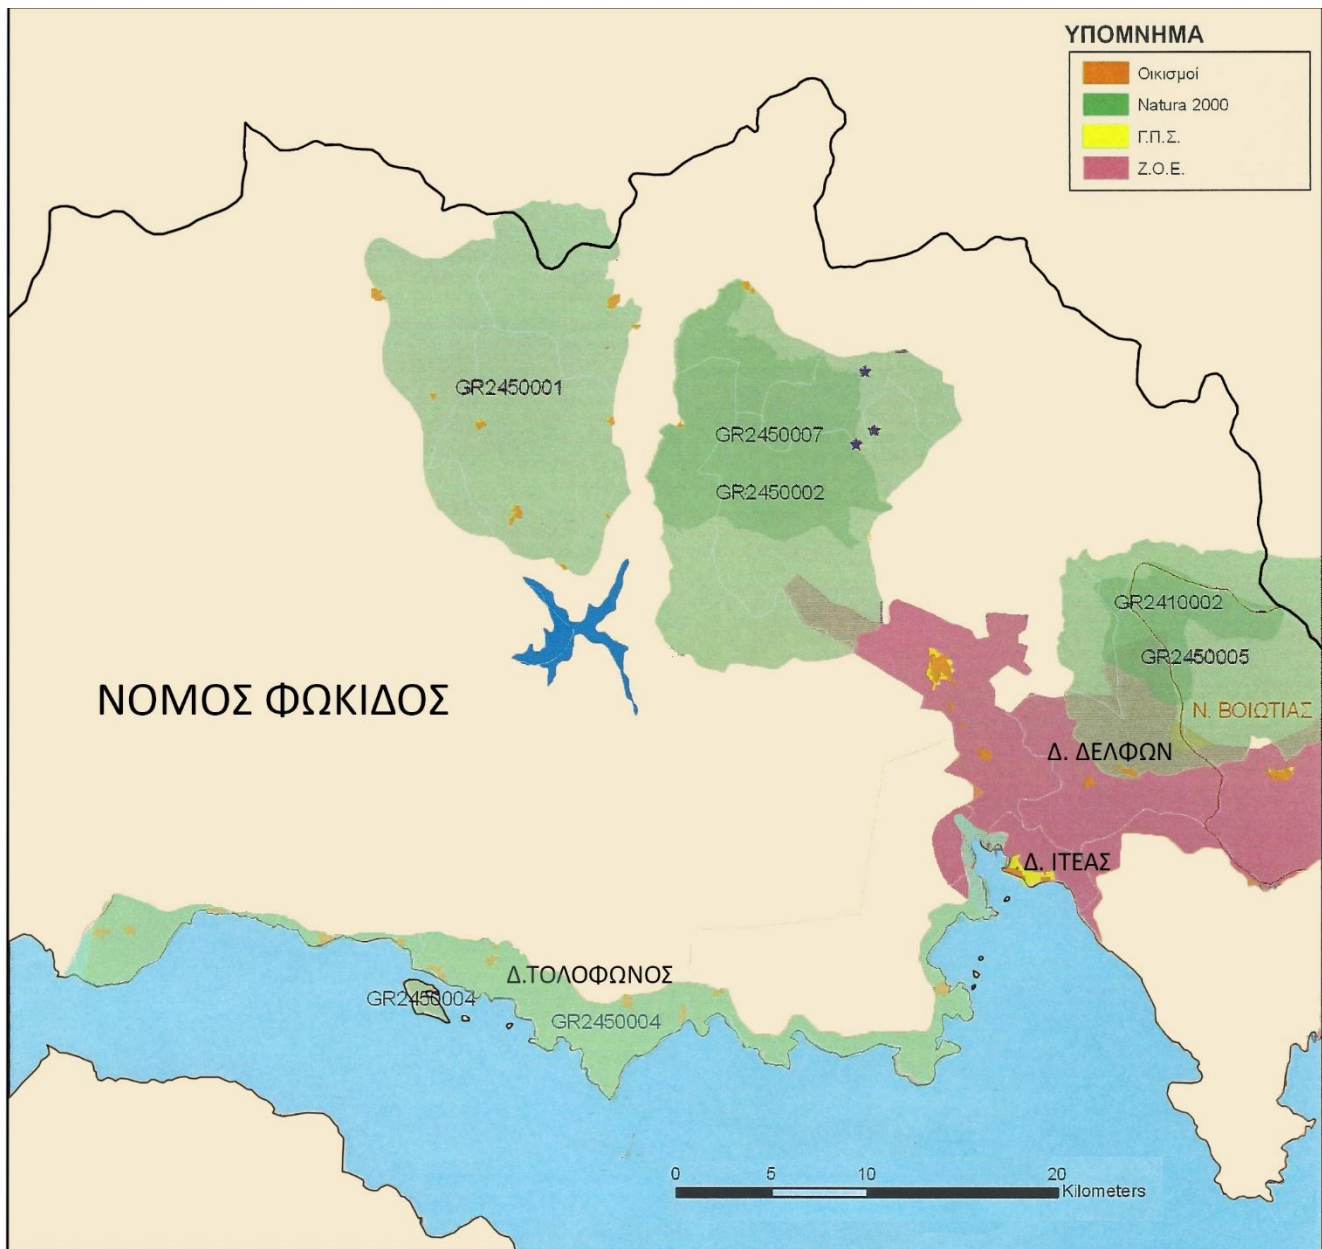 ΥΠΟΜΝΗΜΑ
Οικισμοί
Natura 2000
Γ.Π.Σ.
Ζ.Ο.Ε.
GR2450001
GR2450007
GR2450002
GR2410002
GR2450005
ΝΟΜΟΣ ΦΩΚΙΔΟΣ
Ν. ΒΟΙΩΤΙΑΣ
Δ. ΔΕΛΦΩΝ
Δ. ΙΤΕΑΣ
Δ.ΤΟΛΟΦΩΝΟΣ
GR2450004
GR2450004
0 5 10 20
Kilometers